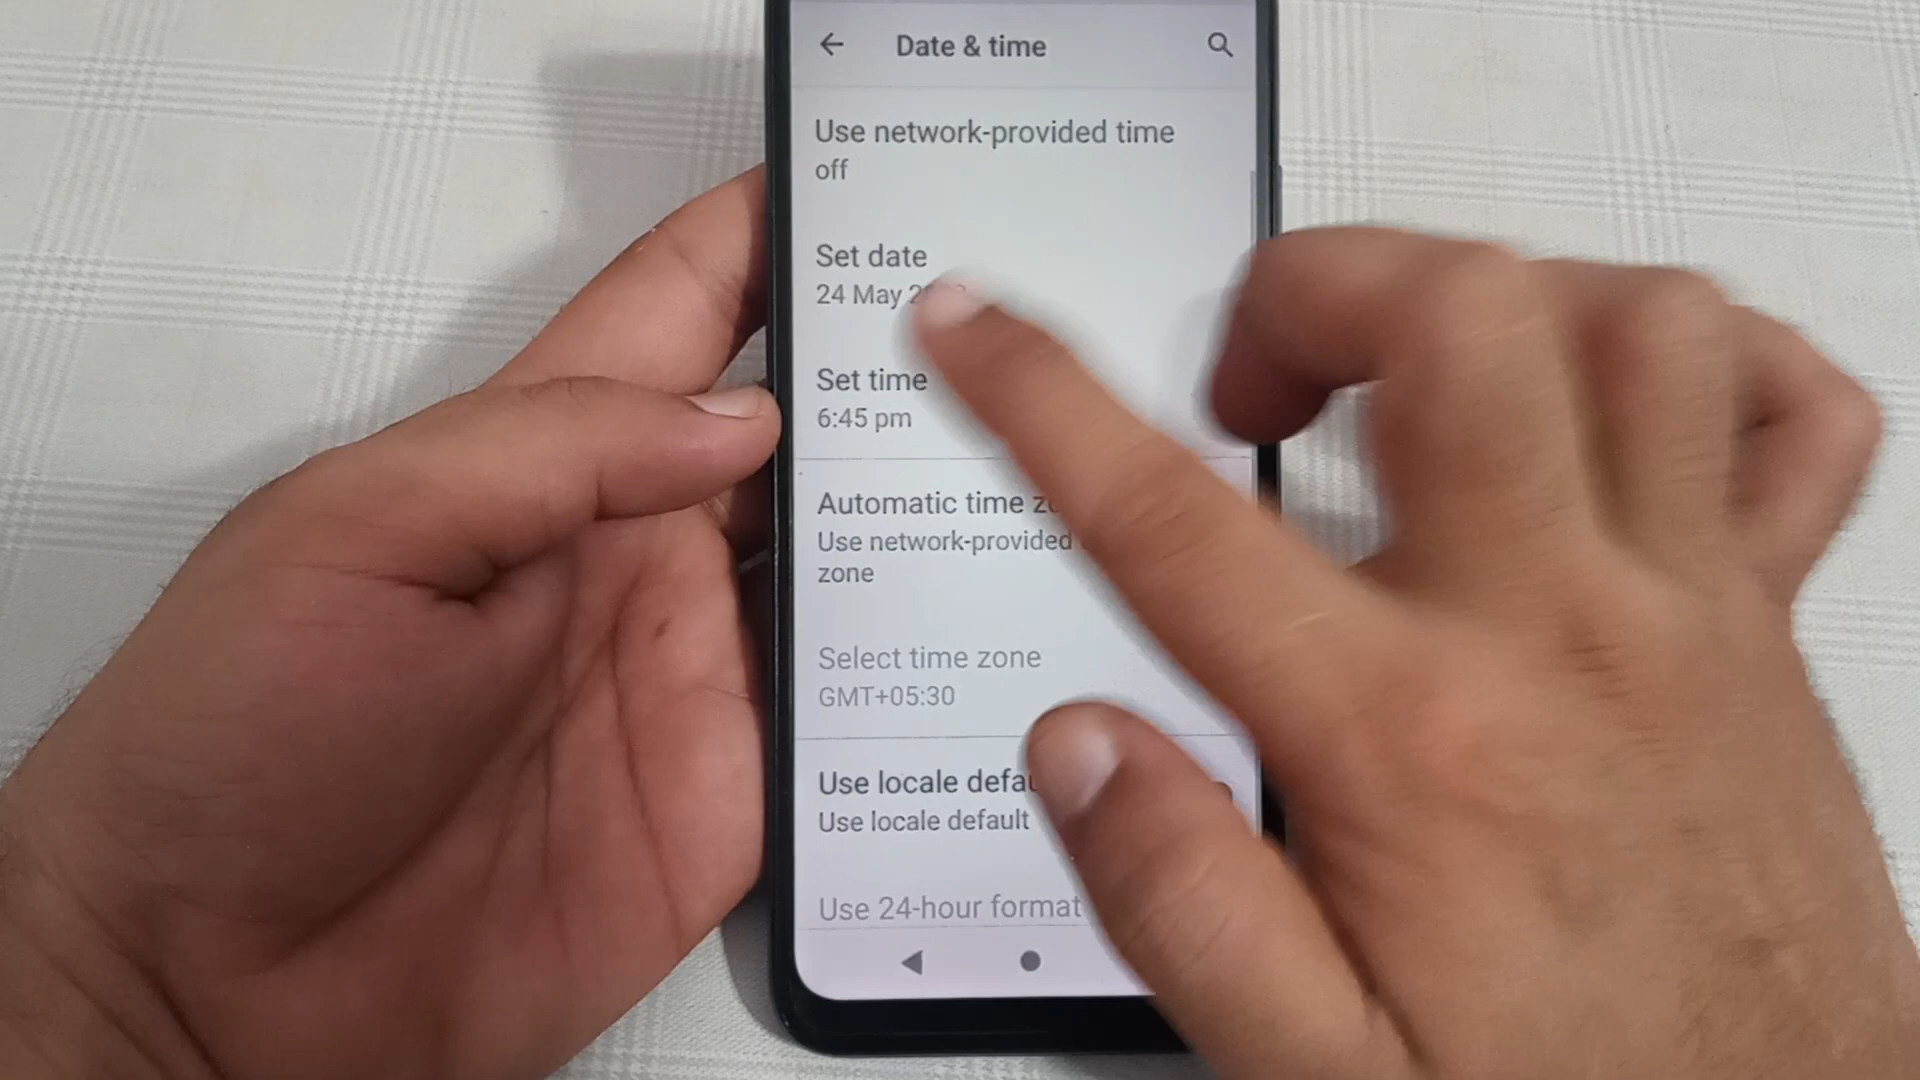 Date & time
Use network-provided time
off
Set date
24 May
Set time
6:45 pm
Automatic time
Use network-provided
zone
Select time zone
GMT+05:30
Use locale
Use locale default
Use 24-hour format